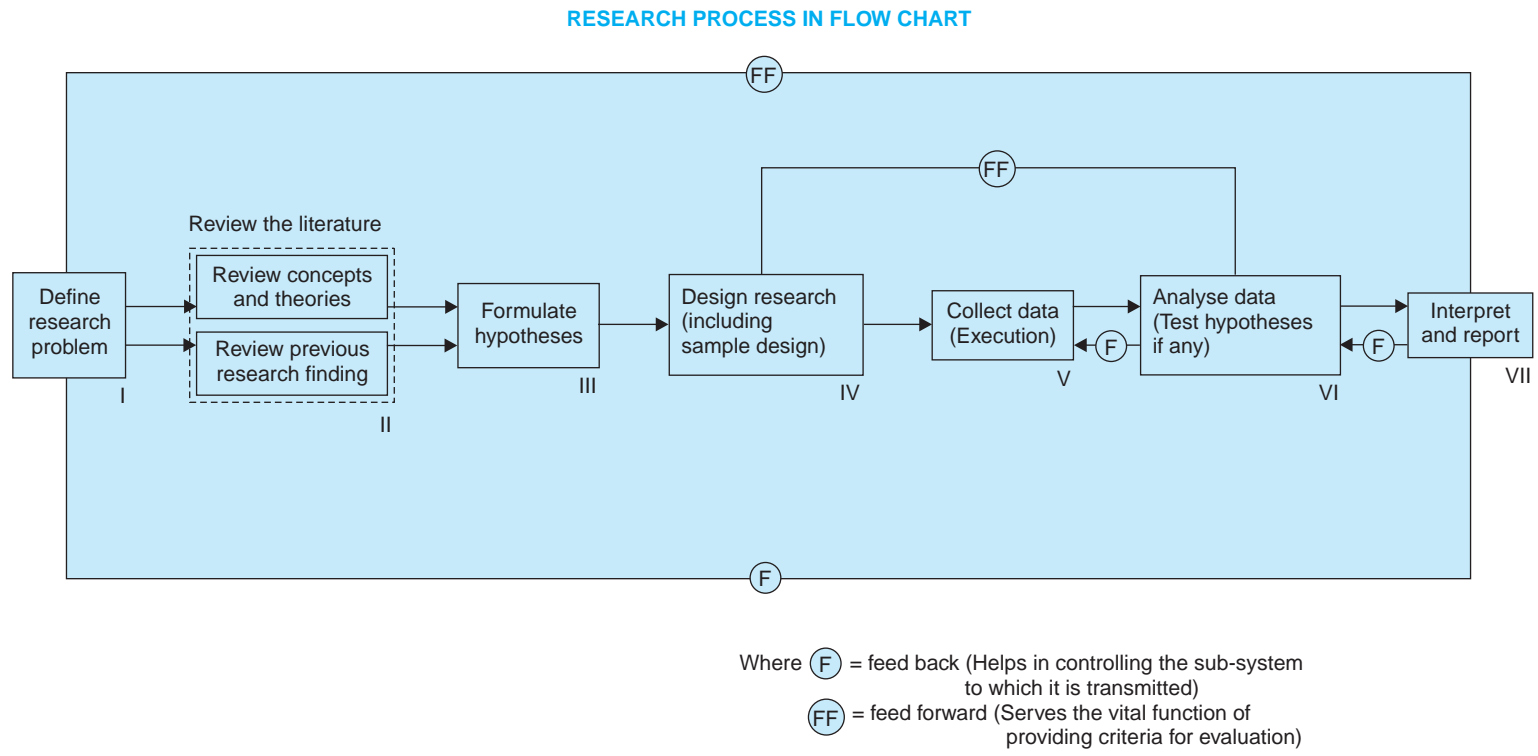 RESEARCH PROCESS IN FLOW CHART
FF
FF
Review the literature
Define
research
problem
I
Review concepts
and theories
Review previous
research finding
II
Formulate
hypotheses
III
Design research
(including
sample design)
IV
Collect data
(Execution)
V
F
Analyse data
(Test hypotheses
if any)
VI
F
Interpret
and report
VII
F
Where F = feed back (Helps in controlling the sub-system
to which it is transmitted)
FF = feed forward (Serves the vital function of
providing criteria for evaluation)